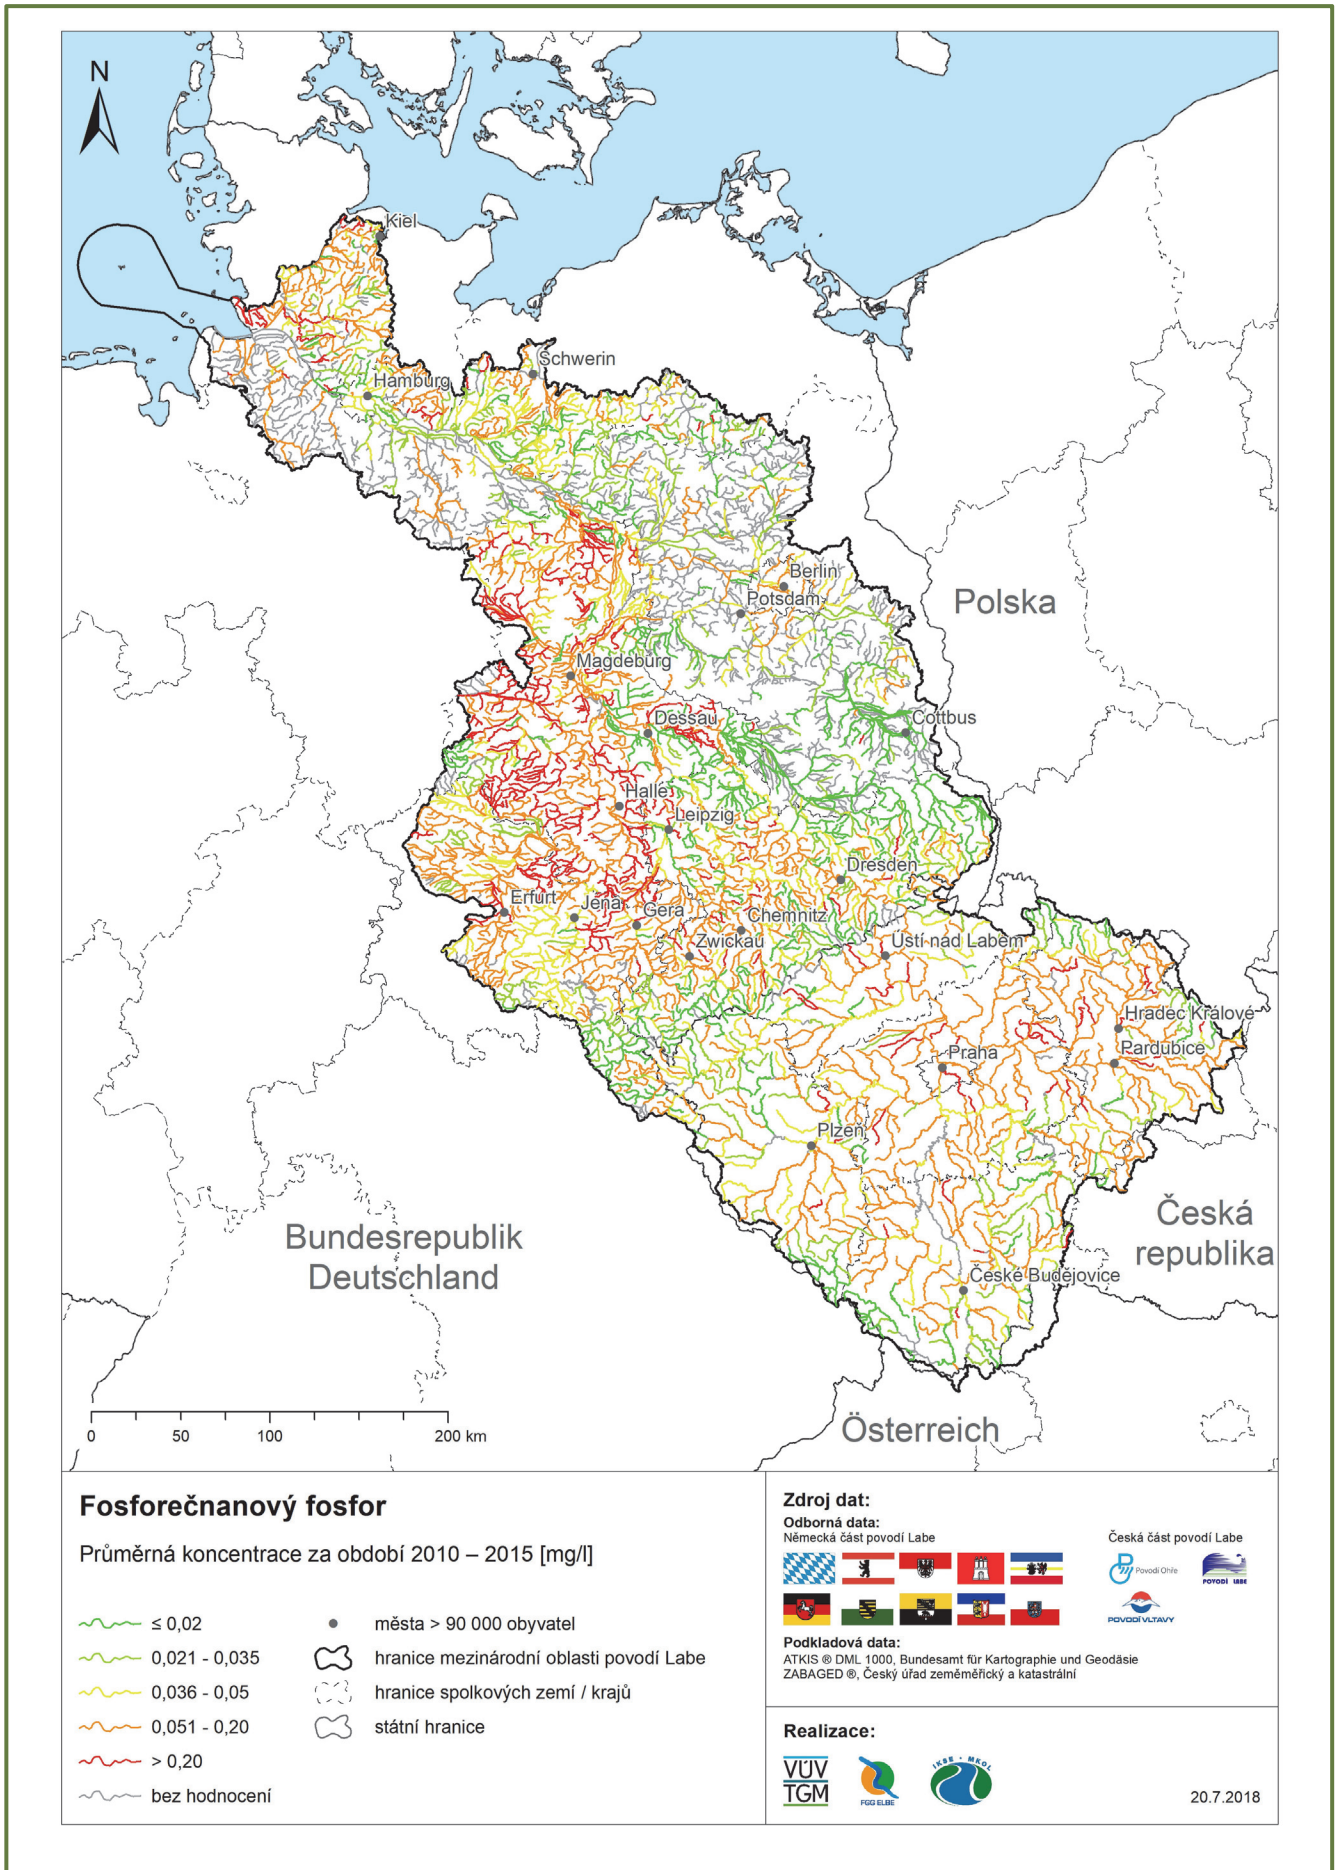 N
Kiel
Schwerin
Hamburg
Berlin
Potsdam
Polska
Magdeburg
Dessau
Cottbus
Halle
Leipzig
Dresden
Erfurt
Jena
Gera
Chemnitz
Zwickau
Ústí nad Labem
Hradec Králové
Pardubice
Praha
Plzeň
Česká
republika
Bundesrepublik
Deutschland
České Budějovice
Österreich
0 50 100 200 km
Fosforečnanový fosfor
Průměrná koncentrace za období 2010 – 2015 [mg/l]
≤ 0,02
0,021 - 0,035
0,036 - 0,05
0,051 - 0,20
> 0,20
bez hodnocení
města > 90 000 obyvatel
hranice mezinárodní oblasti povodí Labe
hranice spolkových zemí / krajů
státní hranice
Zdroj dat:
Odborná data:
Německá část povodí Labe
Česká část povodí Labe
Povodí Ohře
POVODÍ LABE
POVODÍ VLTAVY
Podkladová data:
ATKIS ® DML 1000, Bundesamt für Kartographie und Geodäsie
ZABAGED ®, Český úřad zeměměřický a katastrální
Realizace:
VÚV
TGM
FGG ELBE
IKSE • MKOL
20.7.2018